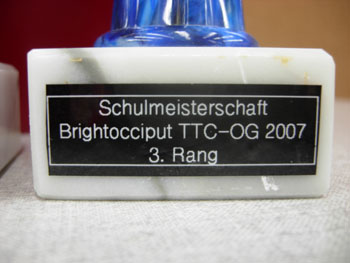 Schulmeisterschaft
Brightocciput TTC-OG 2007
3. Rang